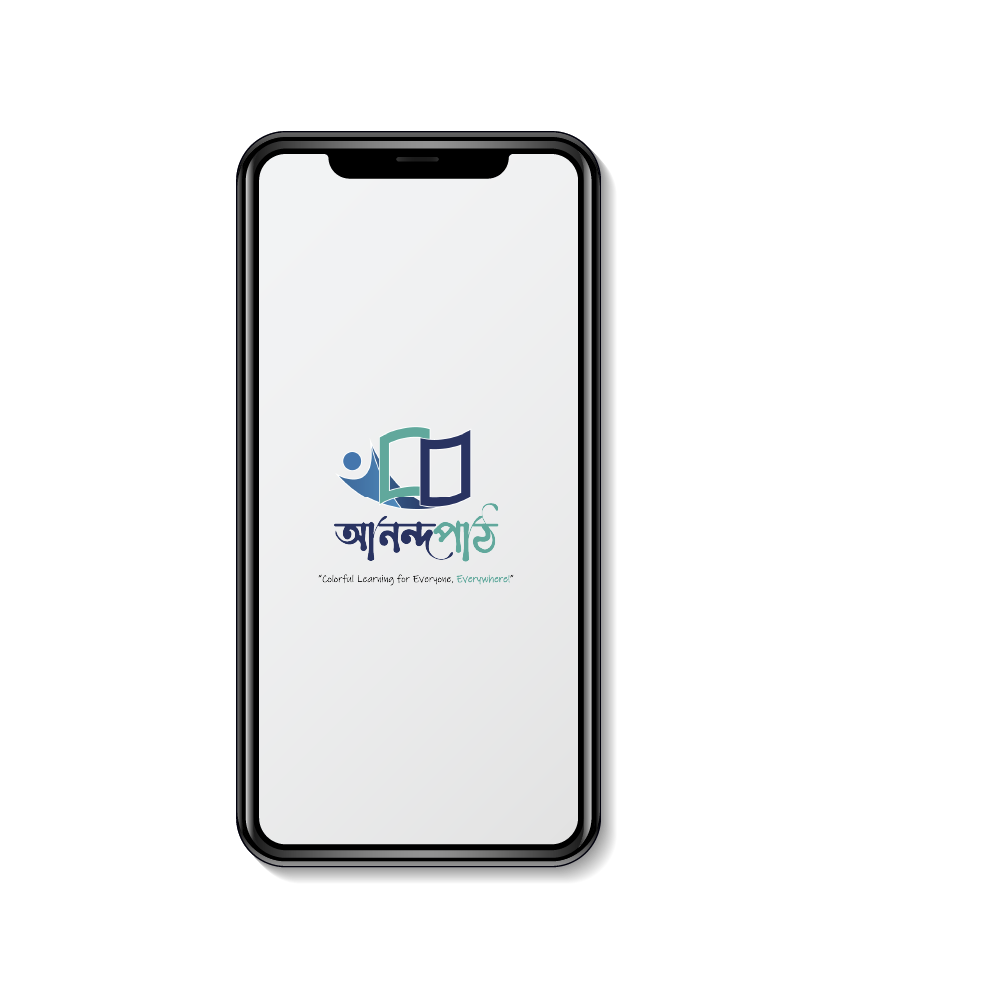 আনন্দপাঠ
"Colorful Learning for Everyone, Everywhere!"